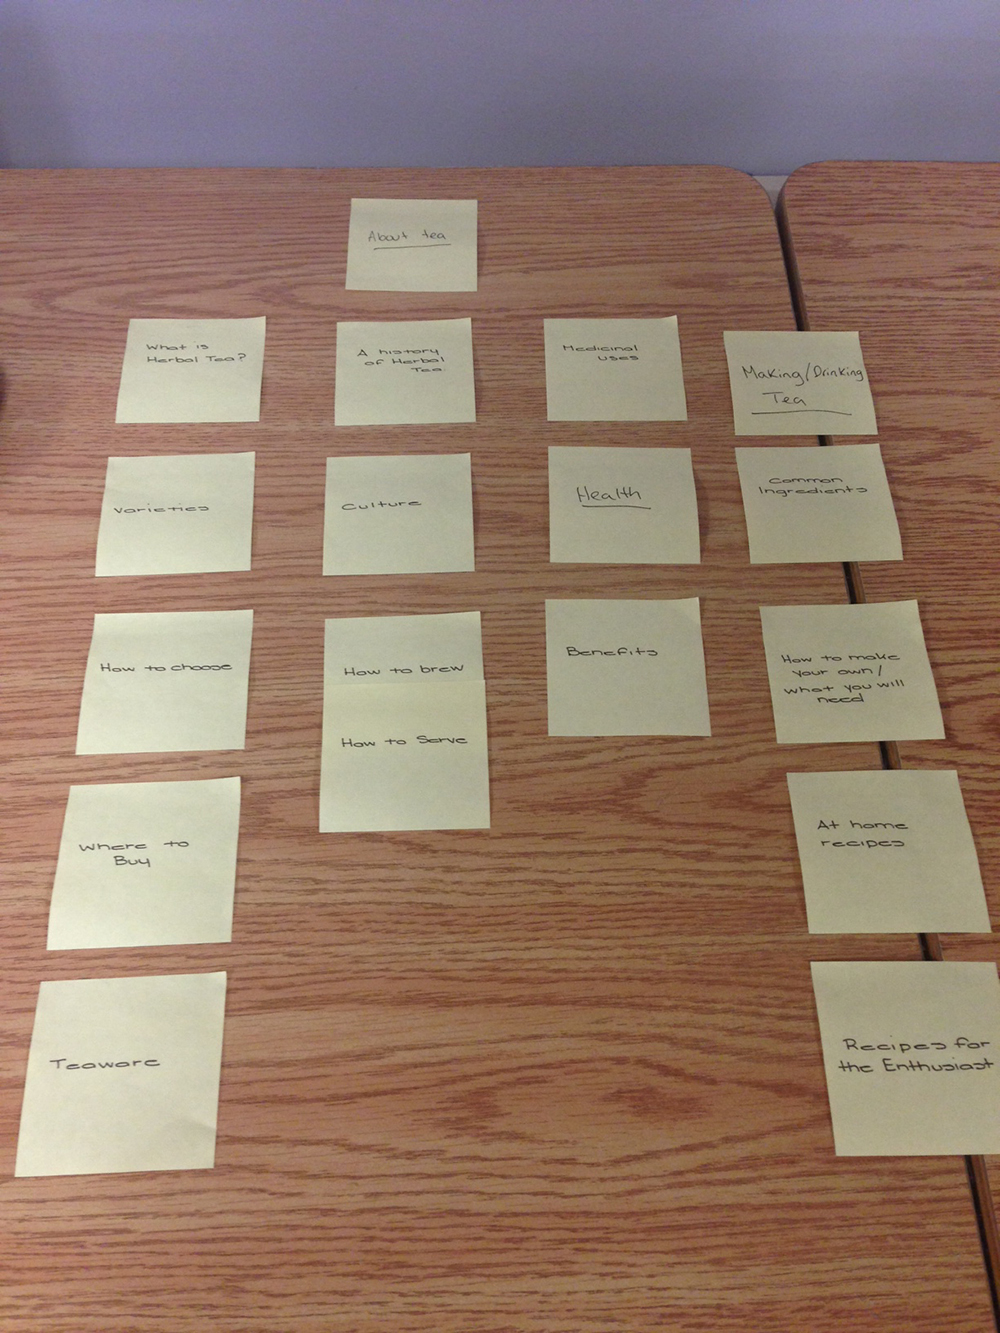 About tea
What is
Herbal Tea?
A history
of Herbal
Tea.
Medicinal
uses
Making/Drinking
Tea
Varieties
Culture
Health
Common
Ingredients
How to choose
How to brew
How to Serve
Benefits
How to make
your own/
what you will
need
Where to
Buy
At home
recipes
Teaware
Recipes for
the Enthusiast